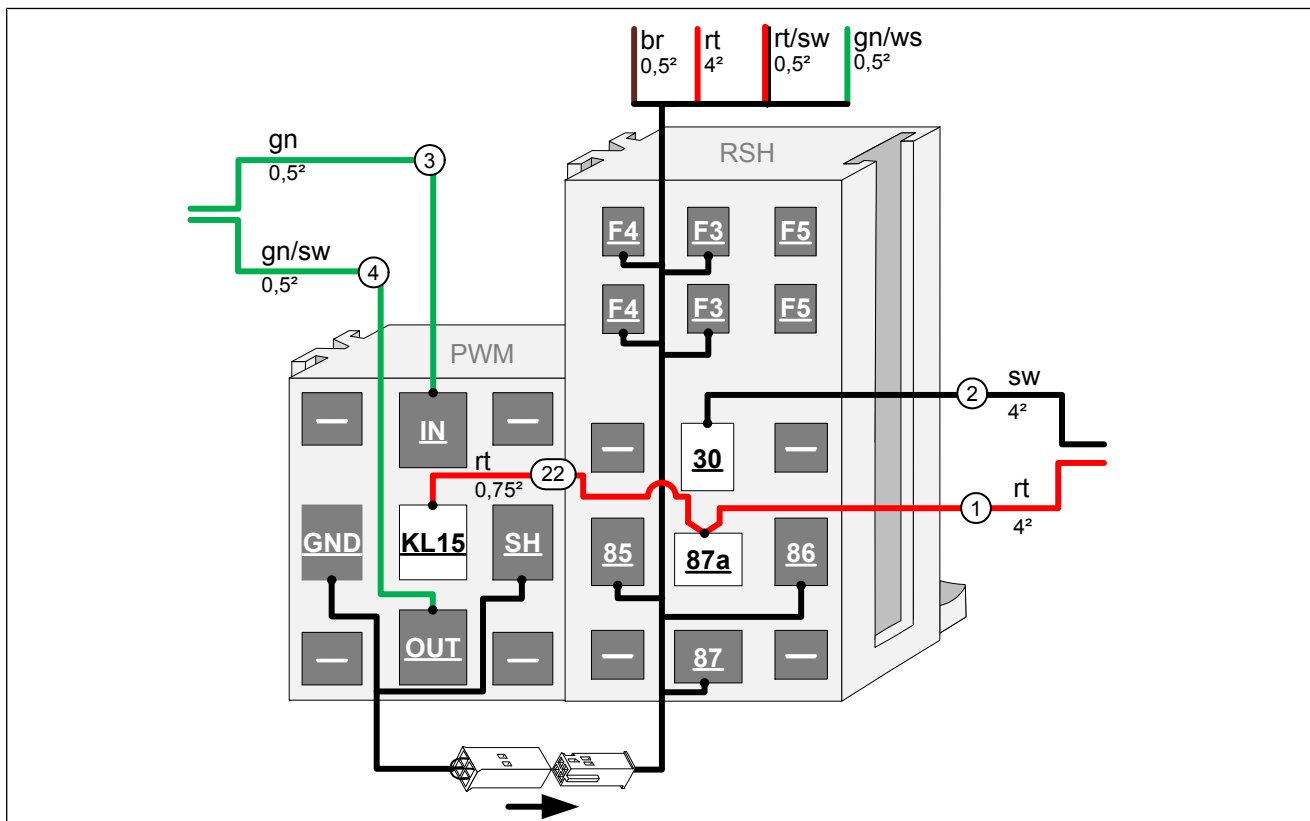 br
0,5²
rt
4²
rt/sw
0,5²
gn/ws
0,5²
gn
0,5²
3
gn/sw
0,5²
4
RSH
F4 F3 F5
F4 F3 F5
PWM
sw
4²
2
IN
30
rt
0,75²
22
rt
4²
1
GND KL15 SH
85 87a 86
OUT
87